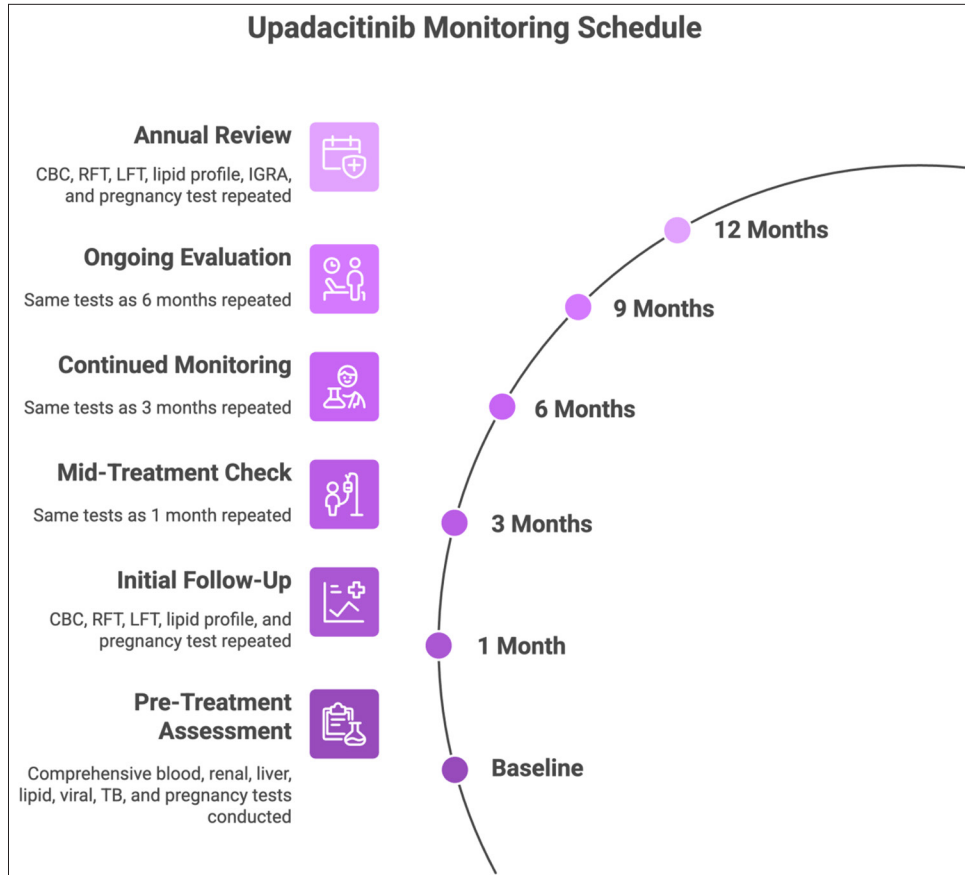 Upadacitinib Monitoring Schedule
Annual Review
CBC, RFT, LFT, lipid profile, IGRA,
and pregnancy test repeated
12 Months
Ongoing Evaluation
Same tests as 6 months repeated
9 Months
Continued Monitoring
Same tests as 3 months repeated
6 Months
Mid-Treatment Check
Same tests as 1 month repeated
3 Months
Initial Follow-Up
CBC, RFT, LFT, lipid profile, and
pregnancy test repeated
1 Month
Pre-Treatment
Assessment
Comprehensive blood, renal, liver,
lipid, viral, TB, and pregnancy tests
conducted
Baseline